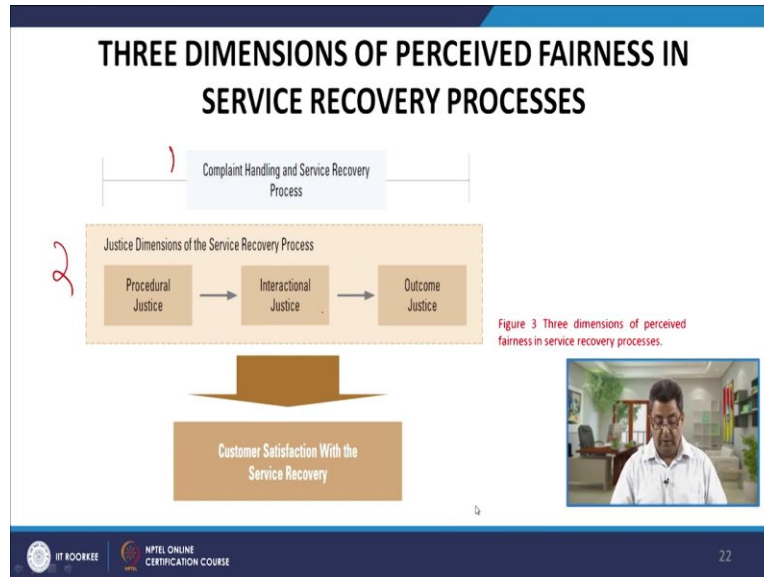 THREE DIMENSIONS OF PERCEIVED FAIRNESS IN
SERVICE RECOVERY PROCESSES
1
Complaint Handling and Service Recovery
Process
2
Justice Dimensions of the Service Recovery Process
Procedural
Justice
Interactional
Justice
Outcome
Justice
Figure 3 Three dimensions of perceived
fairness in service recovery processes.
Customer Satisfaction With the
Service Recovery
IIT ROORKEE
NPTEL ONLINE
CERTIFICATION COURSE
22